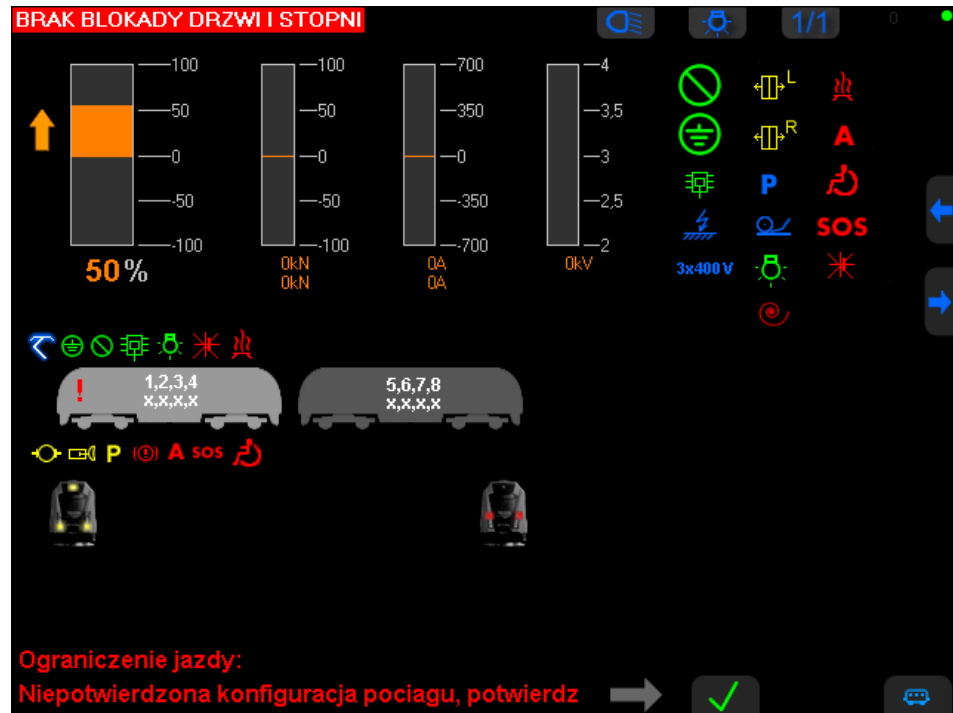 BRAK BLOKADY DRZWI I STOPNI
1/1
0
100
50
0
-50
-100
50%
100
50
0
-50
-100
0kN
0kN
700
350
0
-350
-700
0A
0A
4
3,5
3
2,5
2
0kV
L
R
A
P
SOS
3x400V
1,2,3,4
x,x,x,x
5,6,7,8
x,x,x,x
P
A
SOS
Ograniczenie jazdy:
Niepotwierdzona konfiguracja pociagu, potwierdz